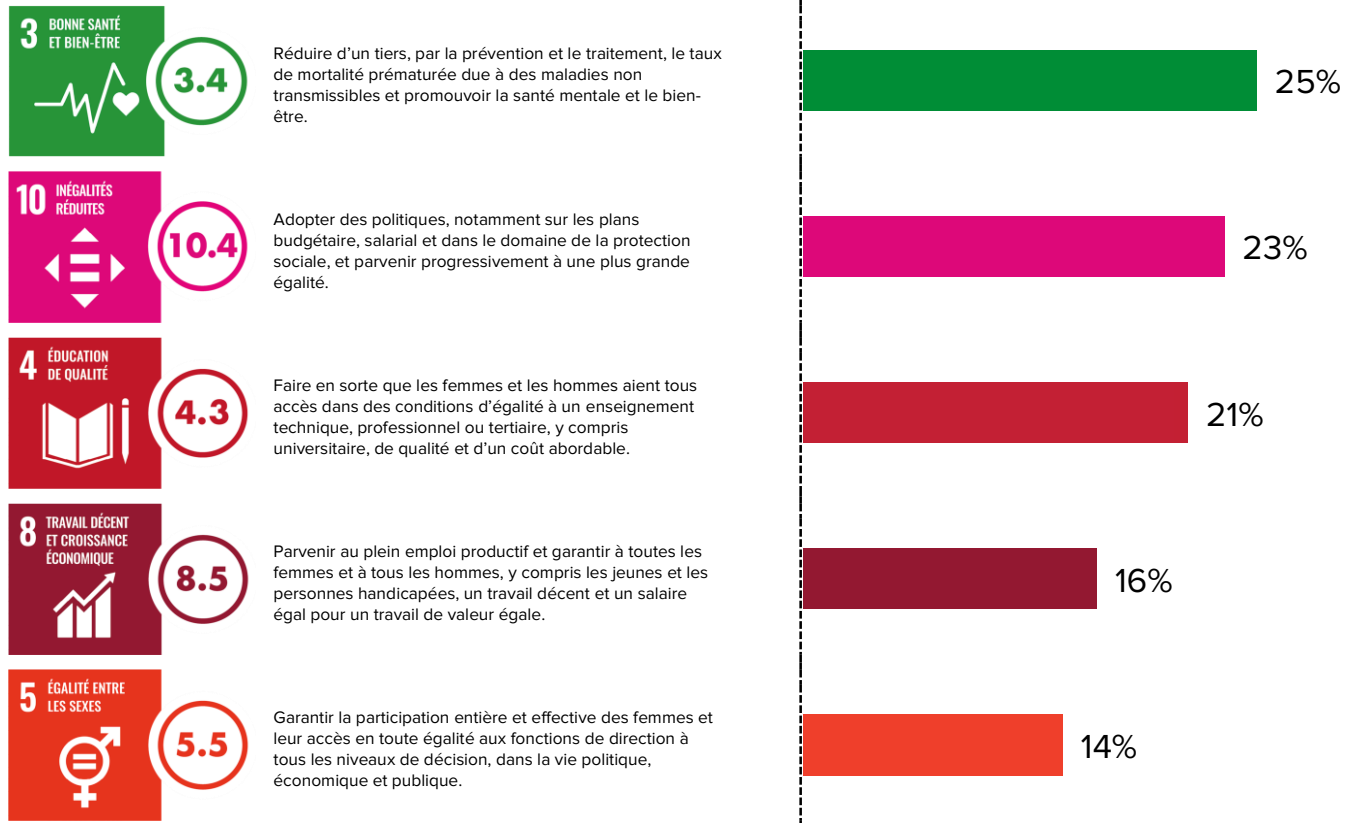 3 BONNE SANTÉ
ET BIEN-ÊTRE
3.4
Réduire d'un tiers, par la prévention et le traitement, le taux
de mortalité prématurée due à des maladies non
transmissibles et promouvoir la santé mentale et le bien-
être.
25%
10 INÉGALITÉS
RÉDUITES
10.4
Adopter des politiques, notamment sur les plans
budgétaire, salarial et dans le domaine de la protection
sociale, et parvenir progressivement à une plus grande
égalité.
23%
4 ÉDUCATION
DE QUALITÉ
4.3
Faire en sorte que les femmes et les hommes aient tous
accès dans des conditions d'égalité à un enseignement
technique, professionnel ou tertiaire, y compris
universitaire, de qualité et d'un coût abordable.
21%
8 TRAVAIL DÉCENT
ET CROISSANCE
ÉCONOMIQUE
8.5
Parvenir au plein emploi productif et garantir à toutes les
femmes et à tous les hommes, y compris les jeunes et les
personnes handicapées, un travail décent et un salaire
égal pour un travail de valeur égale.
16%
5 ÉGALITÉ ENTRE
LES SEXES
5.5
Garantir la participation entière et effective des femmes et
leur accès en toute égalité aux fonctions de direction à
tous les niveaux de décision, dans la vie politique,
économique et publique.
14%